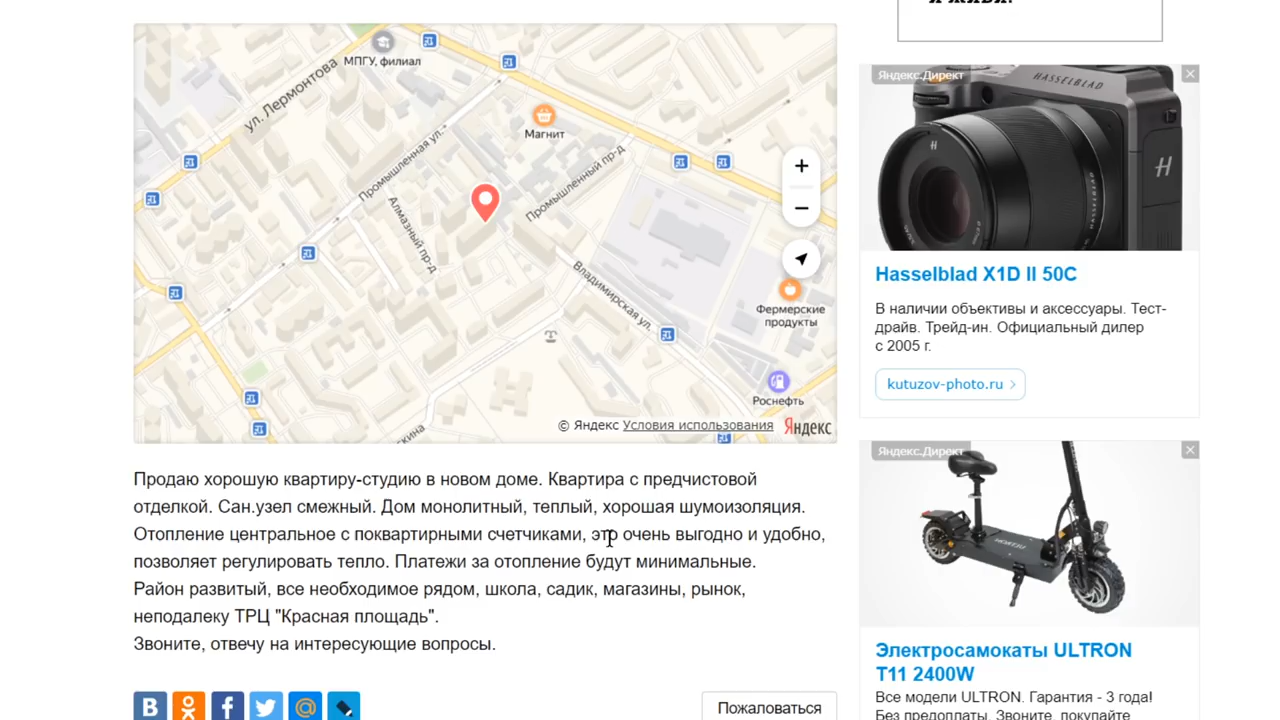 МПГУ, филиал
ул. Лермонтова
Магнит
Промышленная ул.
Промышленный пр-д
Алмазный пр-д
Владимирская ул.
Фермерские
продукты
Роснефть
+
−
© Яндекс Условия использования Яндекс
Продаю хорошую квартиру-студию в новом доме. Квартира с предчистовой
отделкой. Сан.узел смежный. Дом монолитный, теплый, хорошая шумоизоляция.
Отопление центральное с поквартирными счетчиками, это очень выгодно и удобно,
позволяет регулировать тепло. Платежи за отопление будут минимальные.
Район развитый, все необходимое рядом, школа, садик, магазины, рынок,
неподалеку ТРЦ "Красная площадь".
Звоните, отвечу на интересующие вопросы.
Пожаловаться
Яндекс.Директ
HASSELBLAD
H
Hasselblad X1D II 50C
В наличии объективы и аксессуары. Тест-
драйв. Трейд-ин. Официальный дилер
с 2005 г.
kutuzov-photo.ru
Яндекс.Директ
Электросамокаты ULTRON
T11 2400W
Все модели ULTRON. Гарантия - 3 года!
Без предоплаты. Звоните, покупайте